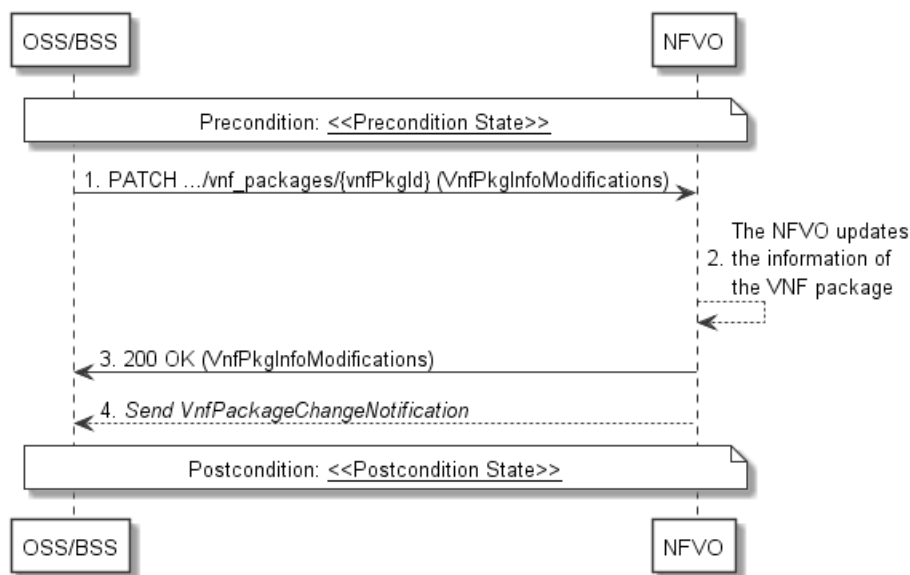 OSS/BSS NFVO
Precondition: <<Precondition State>>
1. PATCH .../vnf_packages/{vnfPkgId} (VnfPkgInfoModifications)
The NFVO updates
2. the information of
the VNF package
3. 200 OK (VnfPkgInfoModifications)
4. Send VnfPackageChangeNotification
Postcondition: <<Postcondition State>>
OSS/BSS NFVO